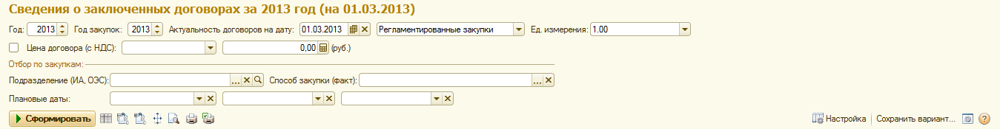 Сведения о заключенных договорах за 2013 год (на 01.03.2013)
Год: 2013 Год закупок: 2013 Актуальность договоров на дату: 01.03.2013 Регламентированные закупки Ед. измерения: 1.00
Цена договора (с НДС): 0,00 (руб.)
Отбор по закупкам:
Подразделение (ИА, ОЭС): ... Способ закупки (факт): ...
Плановые даты:
Сформировать Настройка Сохранить вариант... ?